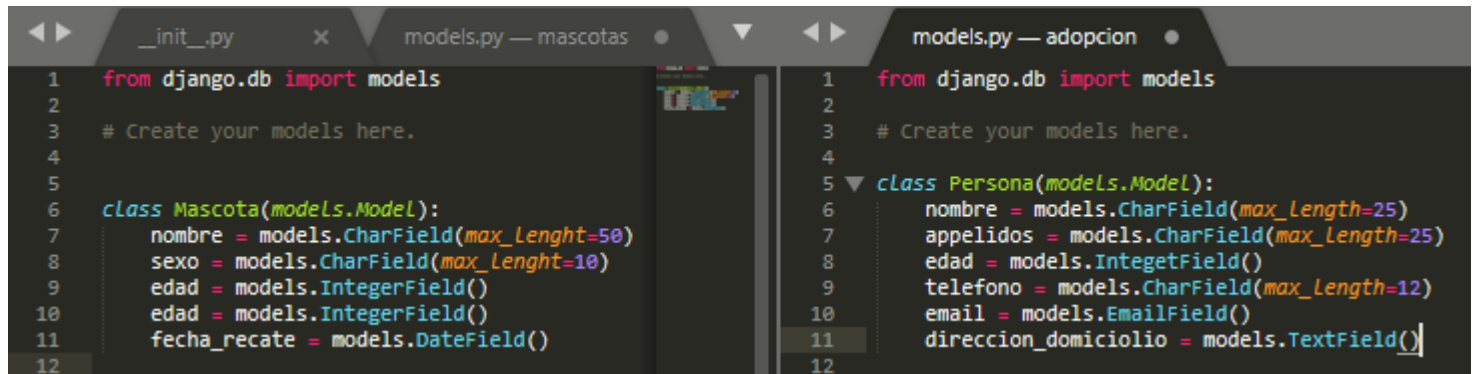 __init__.py × models.py — mascotas
1 from django.db import models
2
3 # Create your models here.
4
5
6 class Mascota(models.Model):
7 nombre = models.CharField(max_lenght=50)
8 sexo = models.CharField(max_lenght=10)
9 edad = models.IntegerField()
10 edad = models.IntegerField()
11 fecha_recate = models.DateField()
12
models.py — adopcion
1 from django.db import models
2
3 # Create your models here.
4
5 class Persona(models.Model):
6 nombre = models.CharField(max_length=25)
7 appelidos = models.CharField(max_length=25)
8 edad = models.IntegetField()
9 telefono = models.CharField(max_length=12)
10 email = models.EmailField()
11 direccion_domiciolio = models.TextField()
12